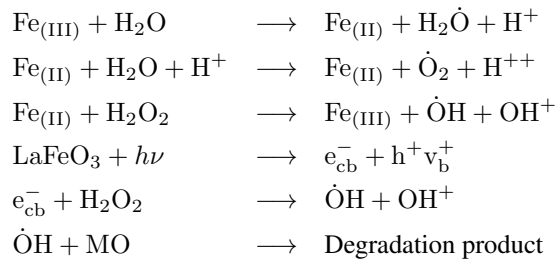 Fe(III) + H₂O ⟶ Fe(II) + H₂Ȯ + H⁺
Fe(II) + H₂O + H⁺ ⟶ Fe(II) + Ȯ₂ + H⁺⁺
Fe(II) + H₂O₂ ⟶ Fe(III) + ȮH + OH⁺
LaFeO₃ + hν ⟶ e⁻cb + h⁺v⁺b
e⁻cb + H₂O₂ ⟶ ȮH + OH⁺
ȮH + MO ⟶ Degradation product